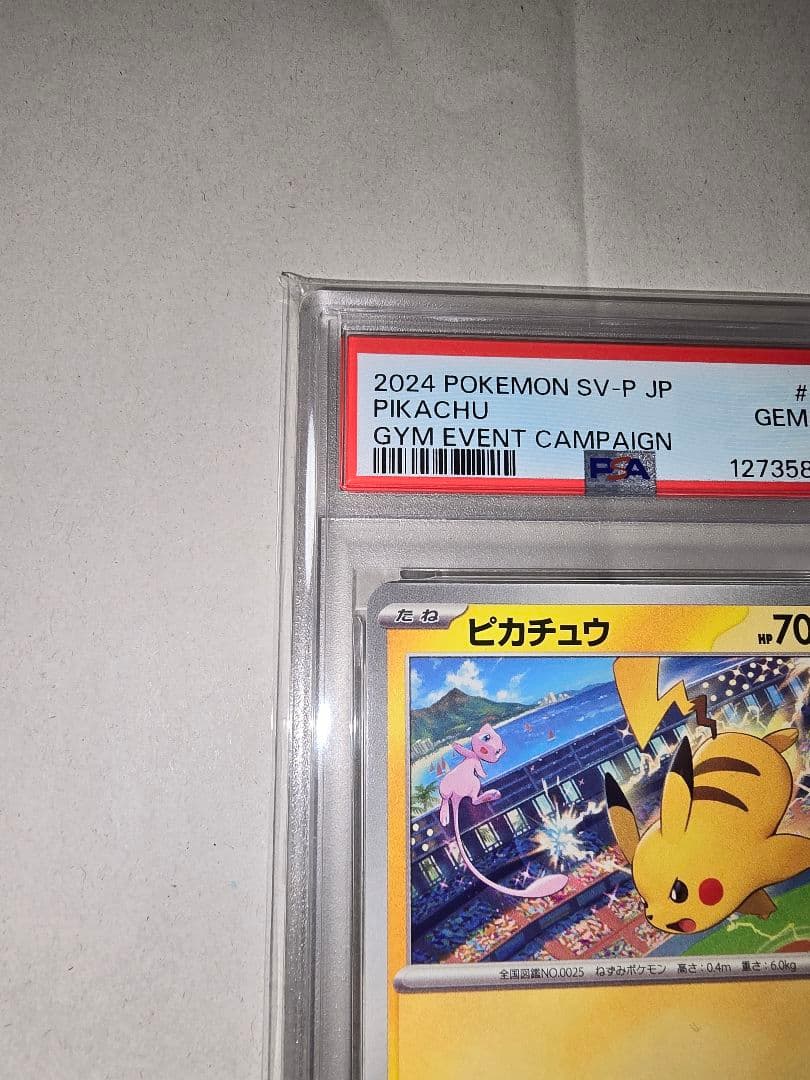 2024 POKEMON SV-P JP #
PIKACHU GEM
GYM EVENT CAMPAIGN
PSA 127358
たね ピカチュウ HP70
全国図鑑NO.0025 ねずみポケモン 高さ:0.4m 重さ:6.0kg